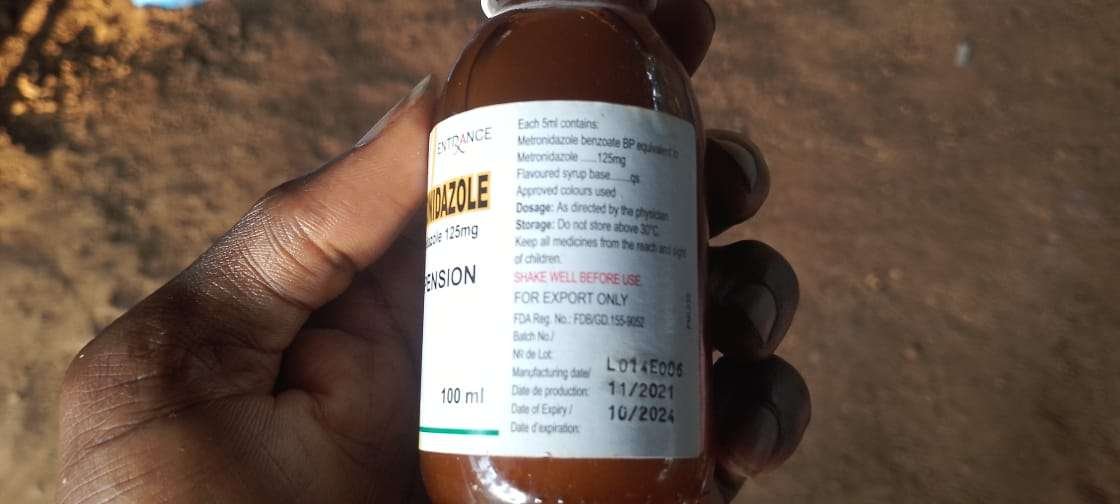 ENTRANCE
NIDAZOLE
azole 125mg
PENSION
100 ml
Each 5ml contains:
Metronidazole benzoate BP equivalent to
Metronidazole ......125mg
Flavoured syrup base.......qs
Approved colours used
Dosage: As directed by the physician
Storage: Do not store above 30°C.
Keep all medicines from the reach and sight
of children.
SHAKE WELL BEFORE USE
FOR EXPORT ONLY
FDA Reg. No.: FDB/GD.155-9052
Batch No./
NR de Lot:
L014E006
Manufacturing date/
Date de production:
11/2021
Date of Expiry /
Date d'expiration:
10/2024